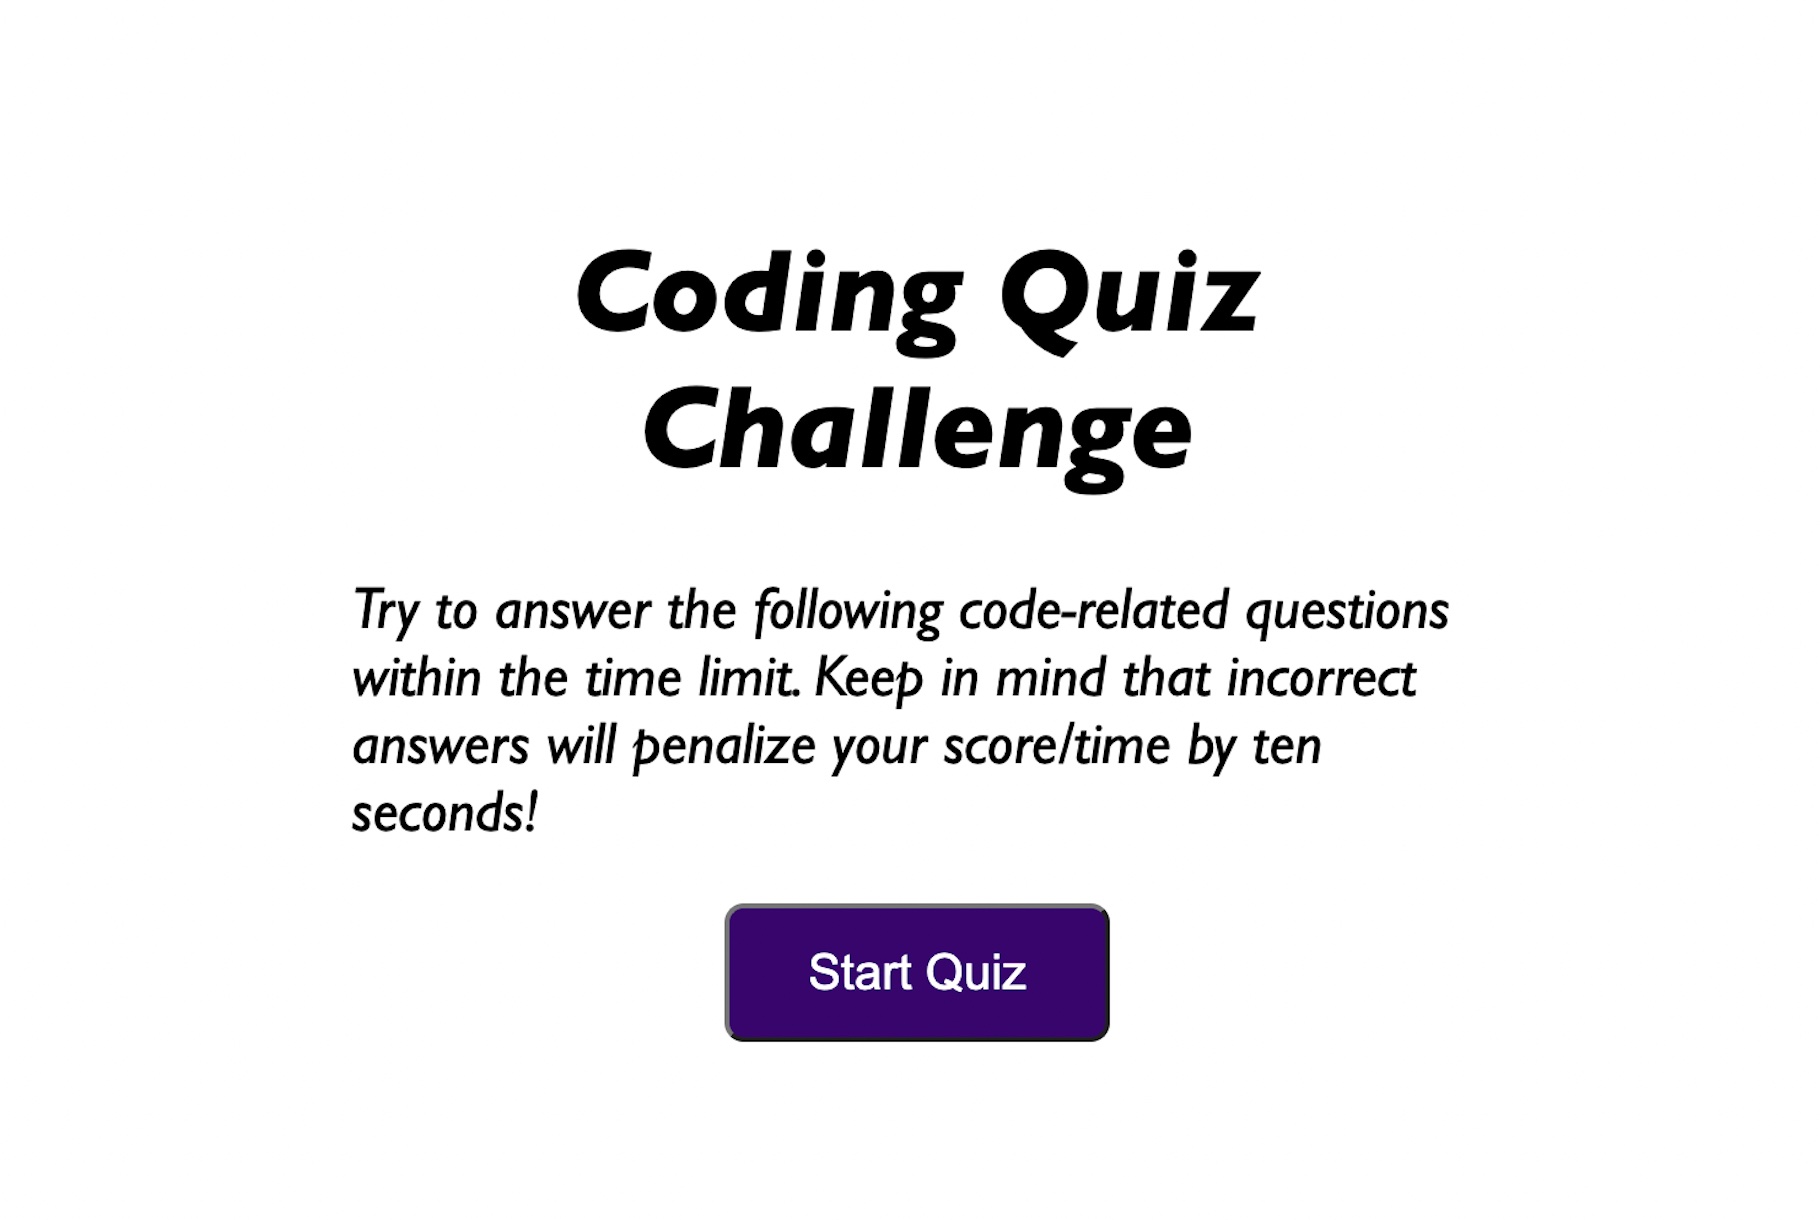 Coding Quiz
Challenge
Try to answer the following code-related questions
within the time limit. Keep in mind that incorrect
answers will penalize your score/time by ten
seconds!
Start Quiz